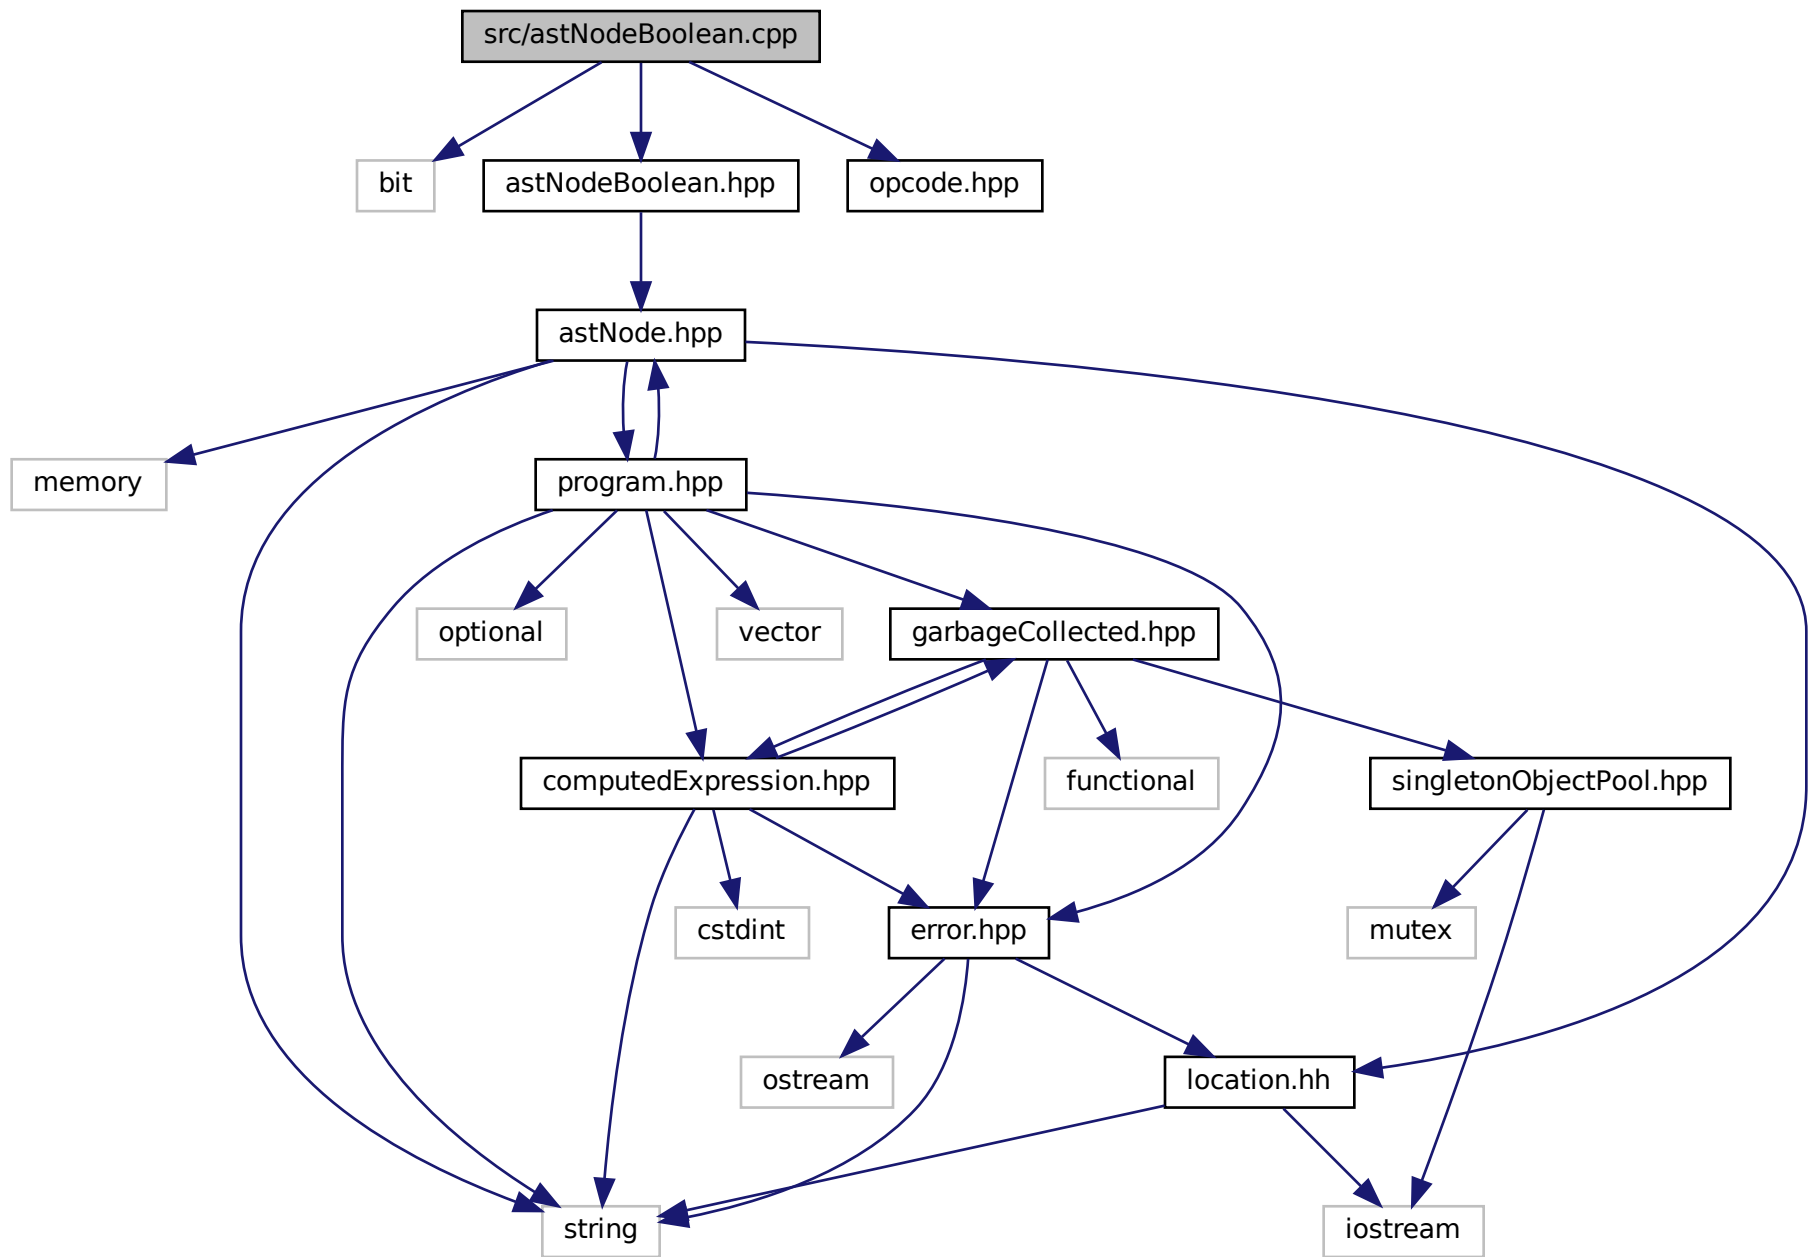 src/astNodeBoolean.cpp
bit
astNodeBoolean.hpp
opcode.hpp
astNode.hpp
memory
program.hpp
optional
vector
garbageCollected.hpp
computedExpression.hpp
functional
singletonObjectPool.hpp
cstdint
error.hpp
mutex
ostream
location.hh
string
iostream